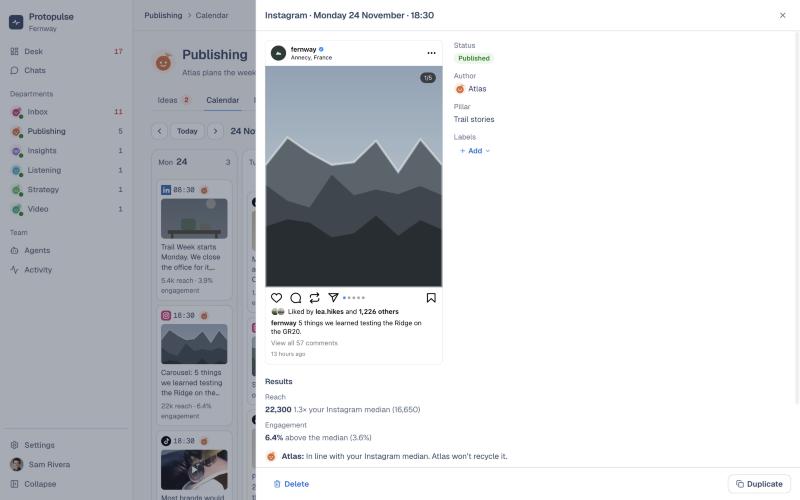 Protopulse
Fernway
Desk 17
Chats
Departments
Inbox 11
Publishing 5
Insights 1
Listening 1
Strategy 1
Video 1
Team
Agents
Activity
Settings
Sam Rivera
Collapse
Publishing > Calendar
Publishing
Atlas plans the week
Ideas 2 Calendar
Today 24 No
Mon 24 3
in 08:30
Trail Week starts
Monday. We close
the office for it,…
5.4k reach · 3.9%
engagement
18:30
Carousel: 5 things
we learned testing
the Ridge on the…
22k reach · 6.4%
engagement
18:30
Most brands would
Instagram · Monday 24 November · 18:30
fernway
Annecy, France
1/5
Liked by lea.hikes and 1,226 others
fernway 5 things we learned testing the Ridge on
the GR20.
View all 57 comments
13 hours ago
Status
Published
Author
Atlas
Pillar
Trail stories
Labels
+ Add
Results
Reach
22,300 1.3× your Instagram median (16,650)
Engagement
6.4% above the median (3.6%)
Atlas: In line with your Instagram median. Atlas won't recycle it.
Delete
Duplicate